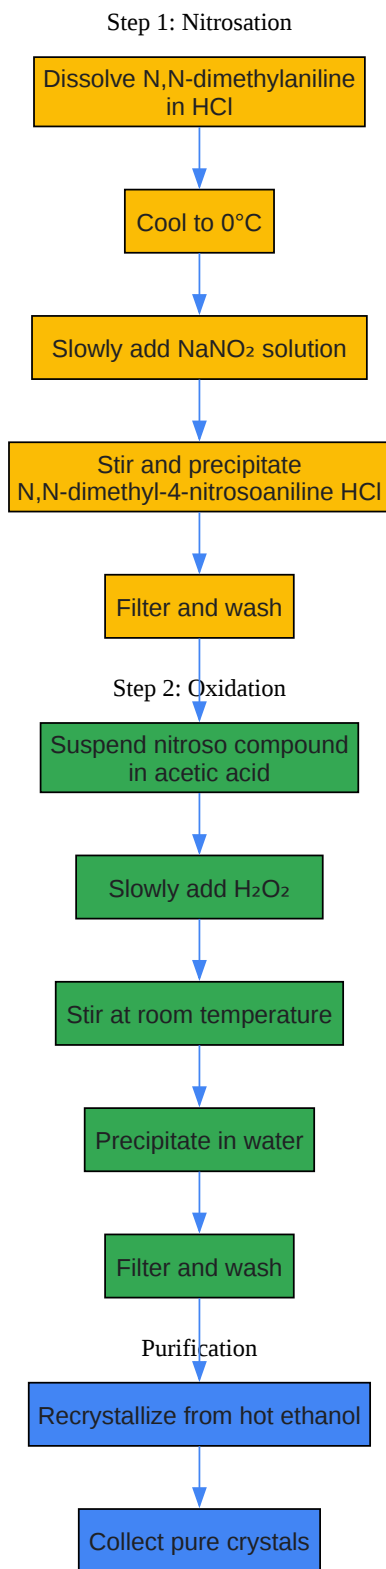 Step 1: Nitrosation
Dissolve N,N-dimethylaniline
in HCl
Cool to 0°C
Slowly add NaNO₂ solution
Stir and precipitate
N,N-dimethyl-4-nitrosoaniline HCl
Filter and wash
Step 2: Oxidation
Suspend nitroso compound
in acetic acid
Slowly add H₂O₂
Stir at room temperature
Precipitate in water
Filter and wash
Purification
Recrystallize from hot ethanol
Collect pure crystals